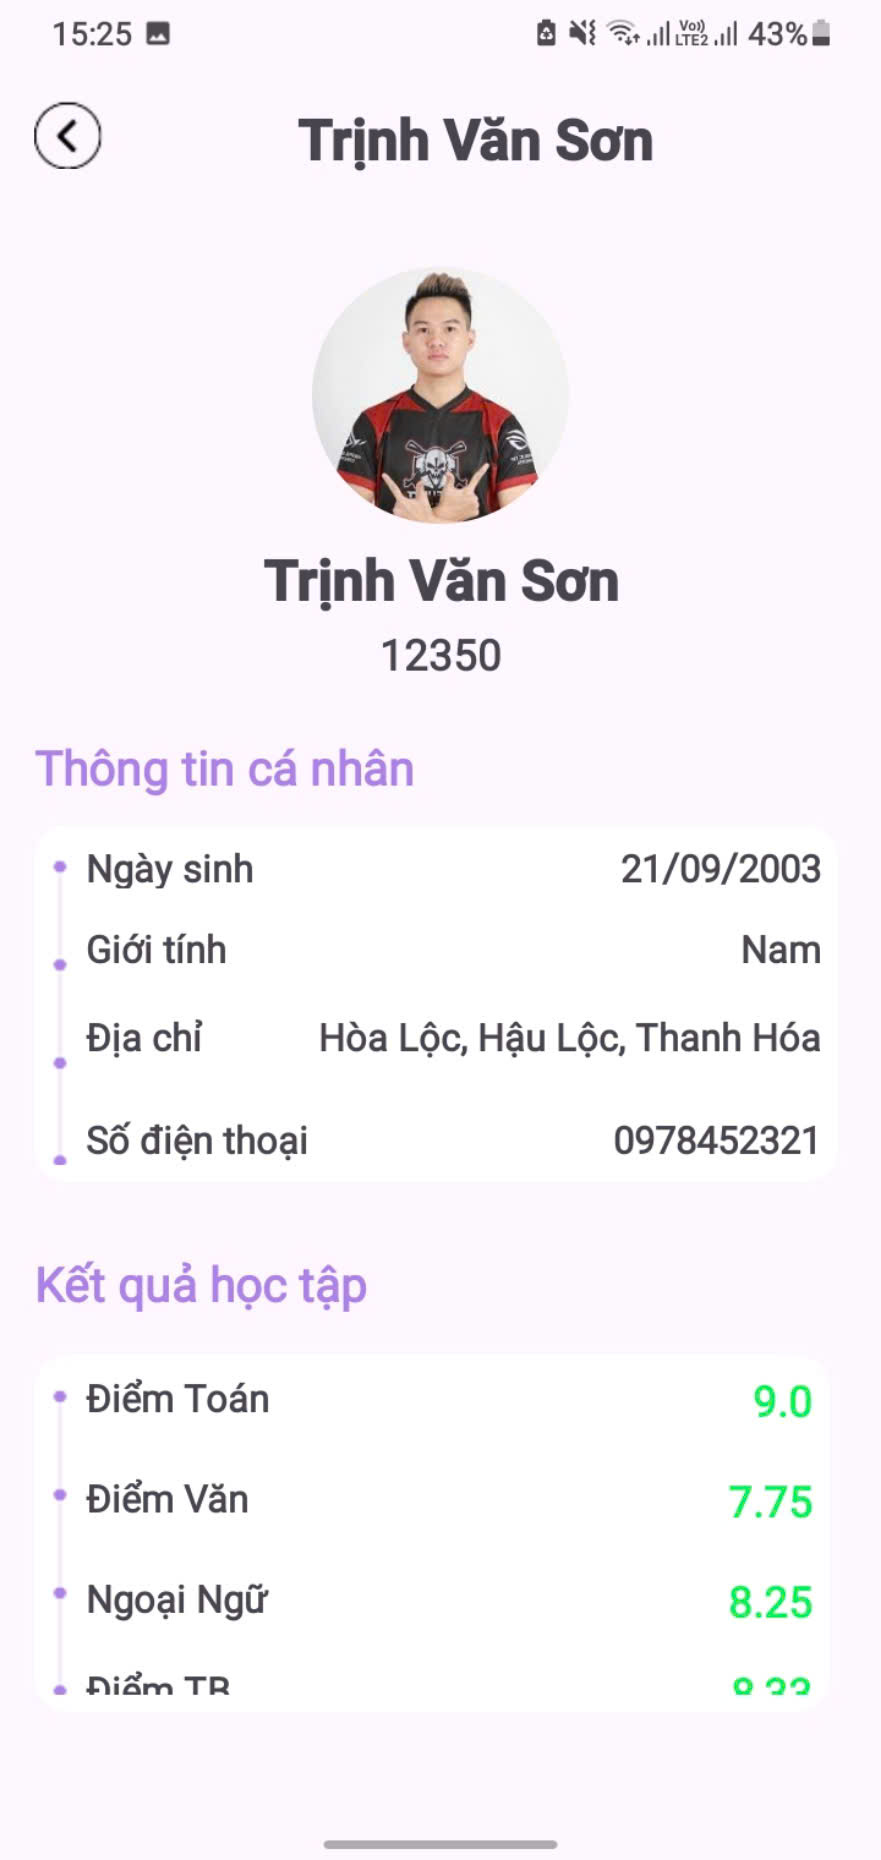 15:25
Vo))
LTE2
43%
Trịnh Văn Sơn
Trịnh Văn Sơn
12350
Thông tin cá nhân
Ngày sinh 21/09/2003
Giới tính Nam
Địa chỉ Hòa Lộc, Hậu Lộc, Thanh Hóa
Số điện thoại 0978452321
Kết quả học tập
Điểm Toán 9.0
Điểm Văn 7.75
Ngoại Ngữ 8.25
Điểm TB 8.33